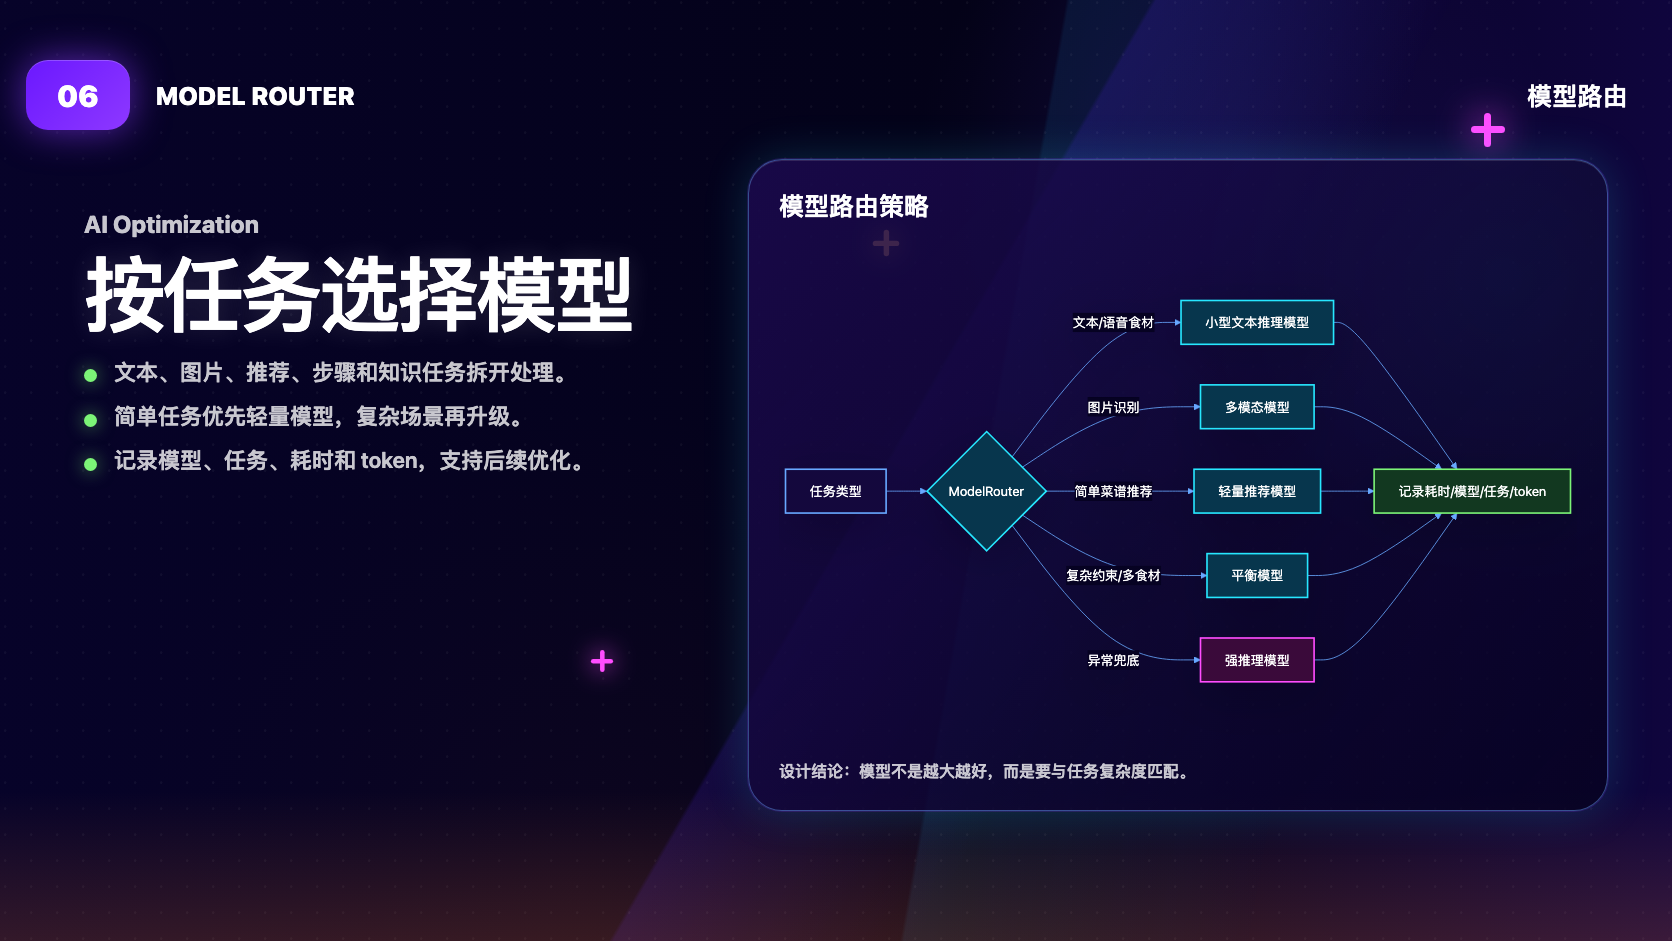 06
MODEL ROUTER
模型路由
AI Optimization
按任务选择模型
文本、图片、推荐、步骤和知识任务拆开处理。
简单任务优先轻量模型，复杂场景再升级。
记录模型、任务、耗时和 token，支持后续优化。
模型路由策略
任务类型
ModelRouter
文本/语音食材
小型文本推理模型
图片识别
多模态模型
简单菜谱推荐
轻量推荐模型
复杂约束/多食材
平衡模型
异常兜底
强推理模型
记录耗时/模型/任务/token
设计结论：模型不是越大越好，而是要与任务复杂度匹配。